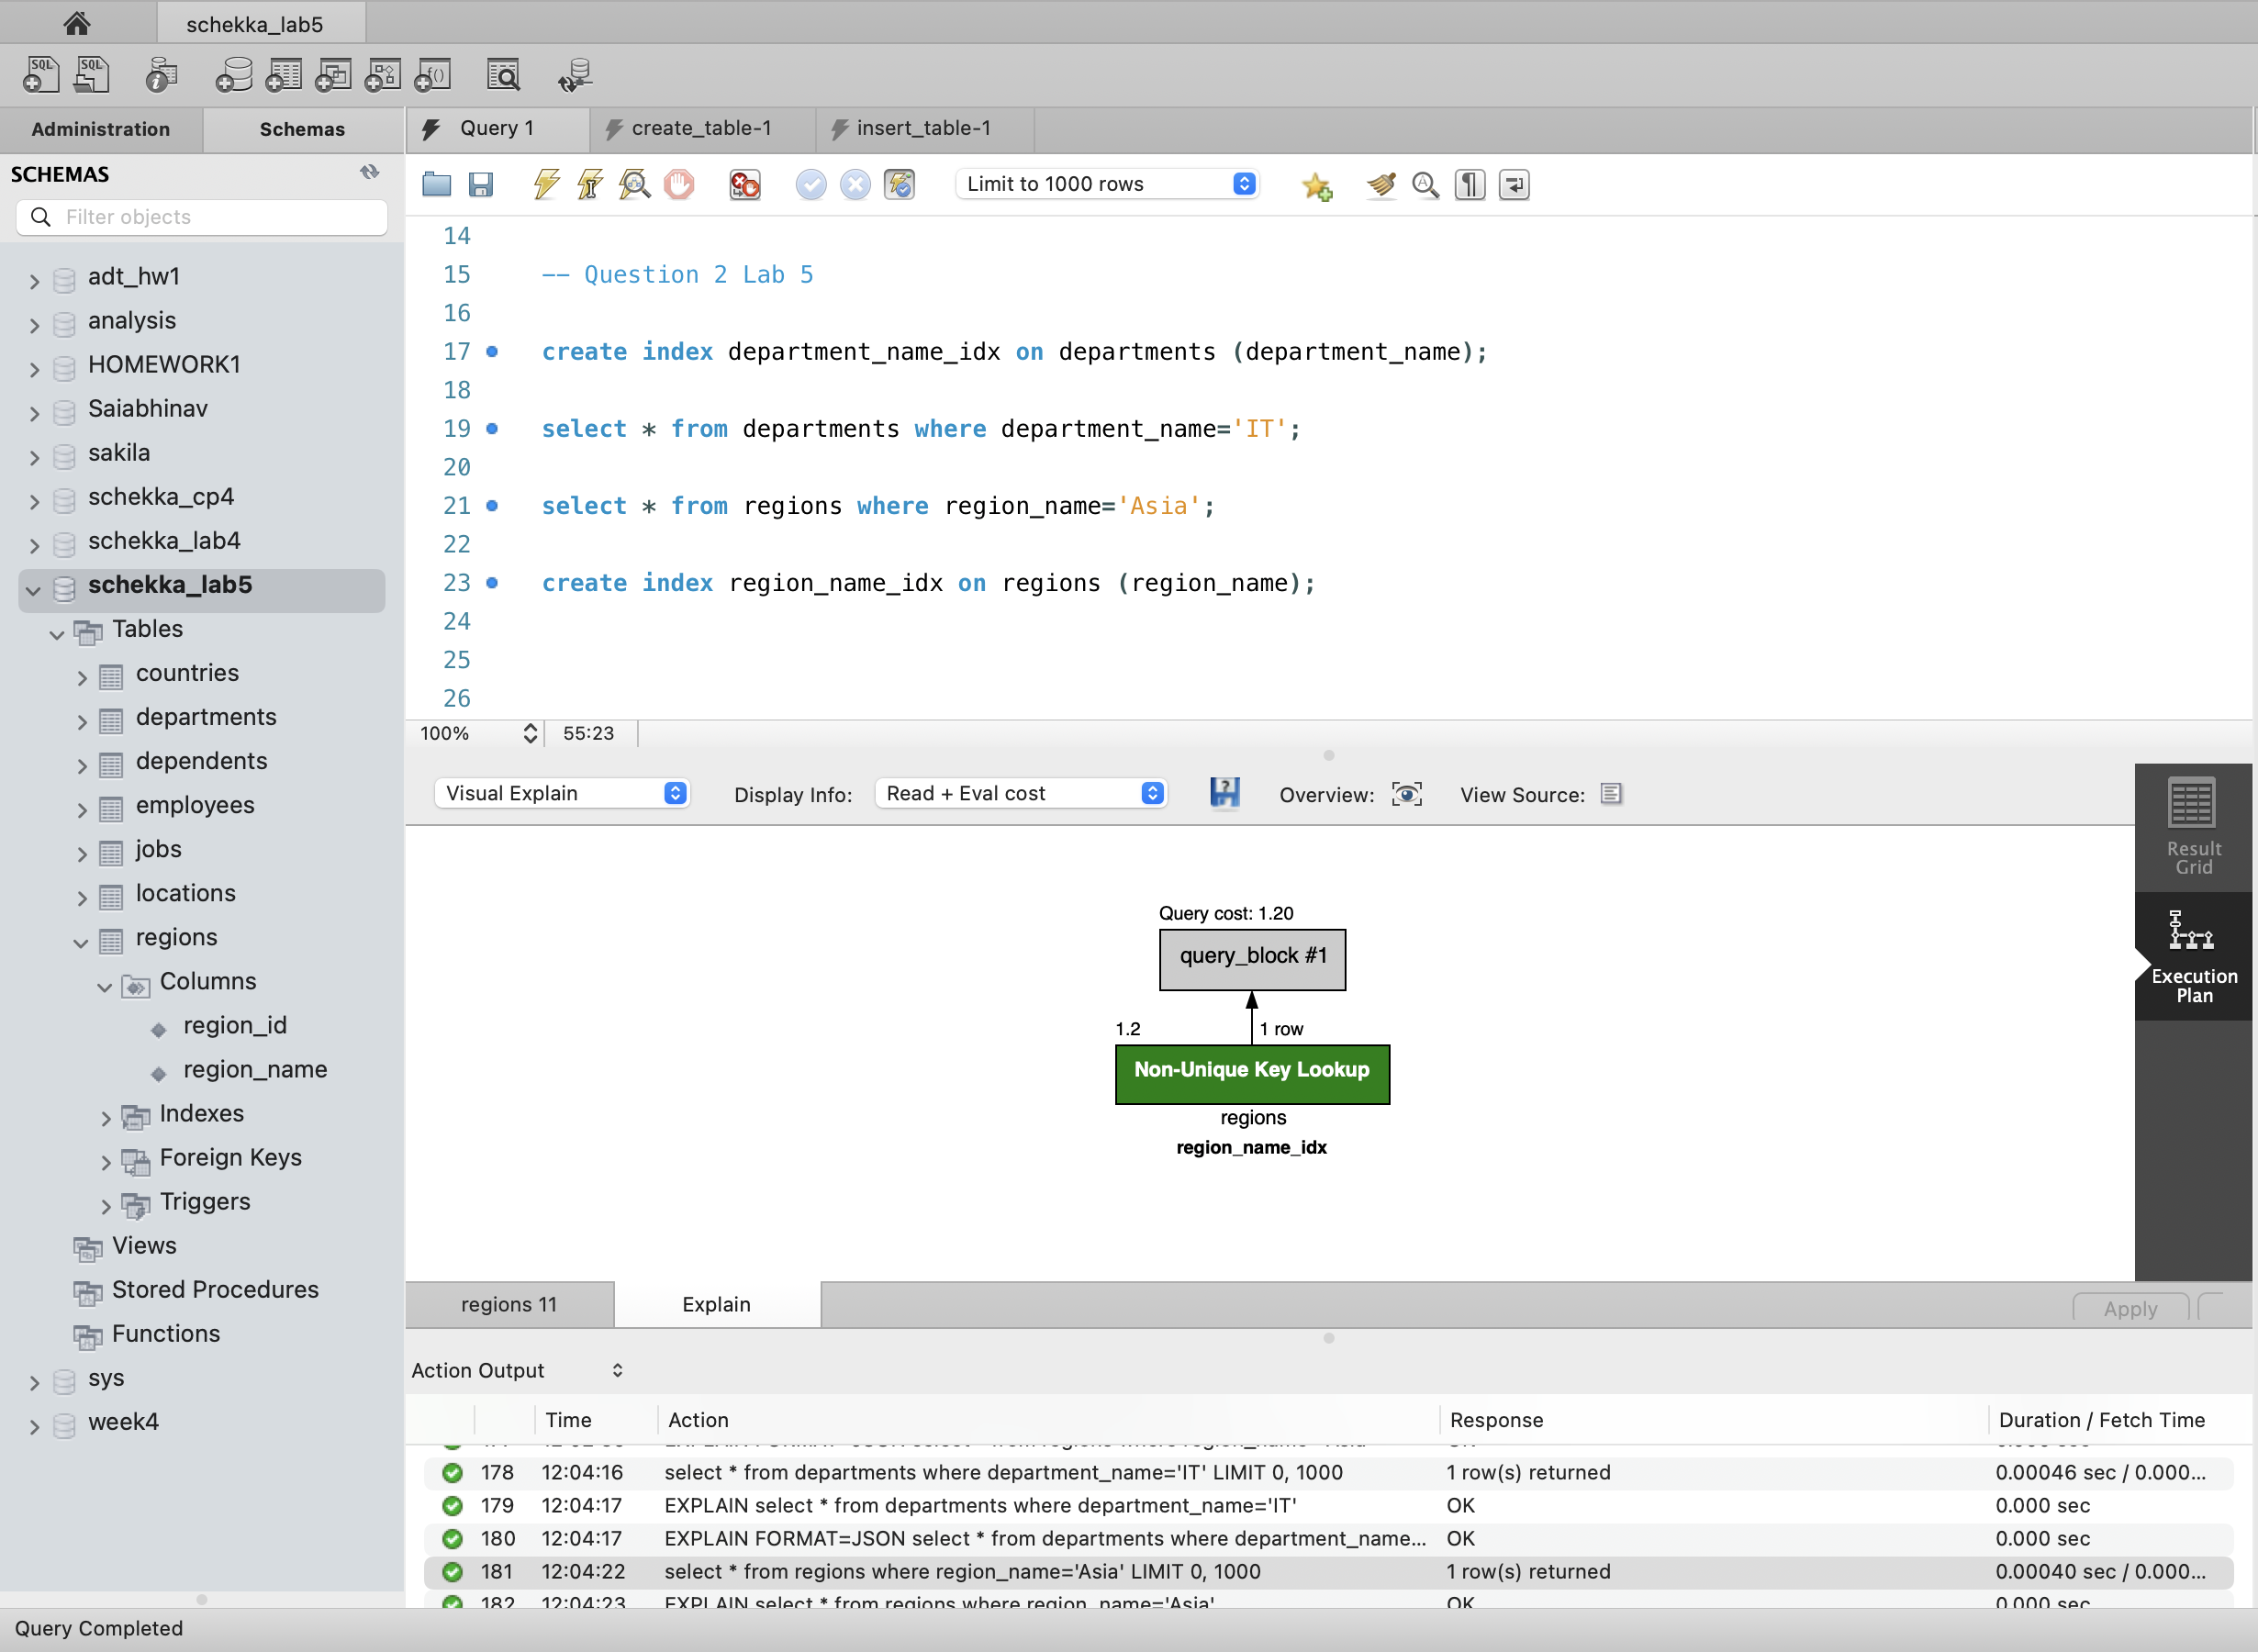 schekka_lab5
SQL
SQL
i
f()
Administration
Schemas
Query 1
create_table-1
insert_table-1
SCHEMAS
Filter objects
Limit to 1000 rows
adt_hw1
analysis
HOMEWORK1
Saiabhinav
sakila
schekka_cp4
schekka_lab4
schekka_lab5
Tables
countries
departments
dependents
employees
jobs
locations
regions
Columns
region_id
region_name
Indexes
Foreign Keys
Triggers
Views
Stored Procedures
Functions
sys
week4
14
15 -- Question 2 Lab 5
16
17 create index department_name_idx on departments (department_name);
18
19 select * from departments where department_name='IT';
20
21 select * from regions where region_name='Asia';
22
23 create index region_name_idx on regions (region_name);
24
25
26
100% 55:23
Visual Explain Display Info: Read + Eval cost Overview: View Source:
Result
Grid
Execution
Plan
Query cost: 1.20
query_block #1
1.2 1 row
Non-Unique Key Lookup
regions
region_name_idx
regions 11 Explain Apply
Action Output
Time Action Response Duration / Fetch Time
178 12:04:16 select * from departments where department_name='IT' LIMIT 0, 1000 1 row(s) returned 0.00046 sec / 0.000...
179 12:04:17 EXPLAIN select * from departments where department_name='IT' OK 0.000 sec
180 12:04:17 EXPLAIN FORMAT=JSON select * from departments where department_name... OK 0.000 sec
181 12:04:22 select * from regions where region_name='Asia' LIMIT 0, 1000 1 row(s) returned 0.00040 sec / 0.000...
182 12:04:23 EXPLAIN select * from regions where region_name='Asia' OK 0.000 sec
Query Completed